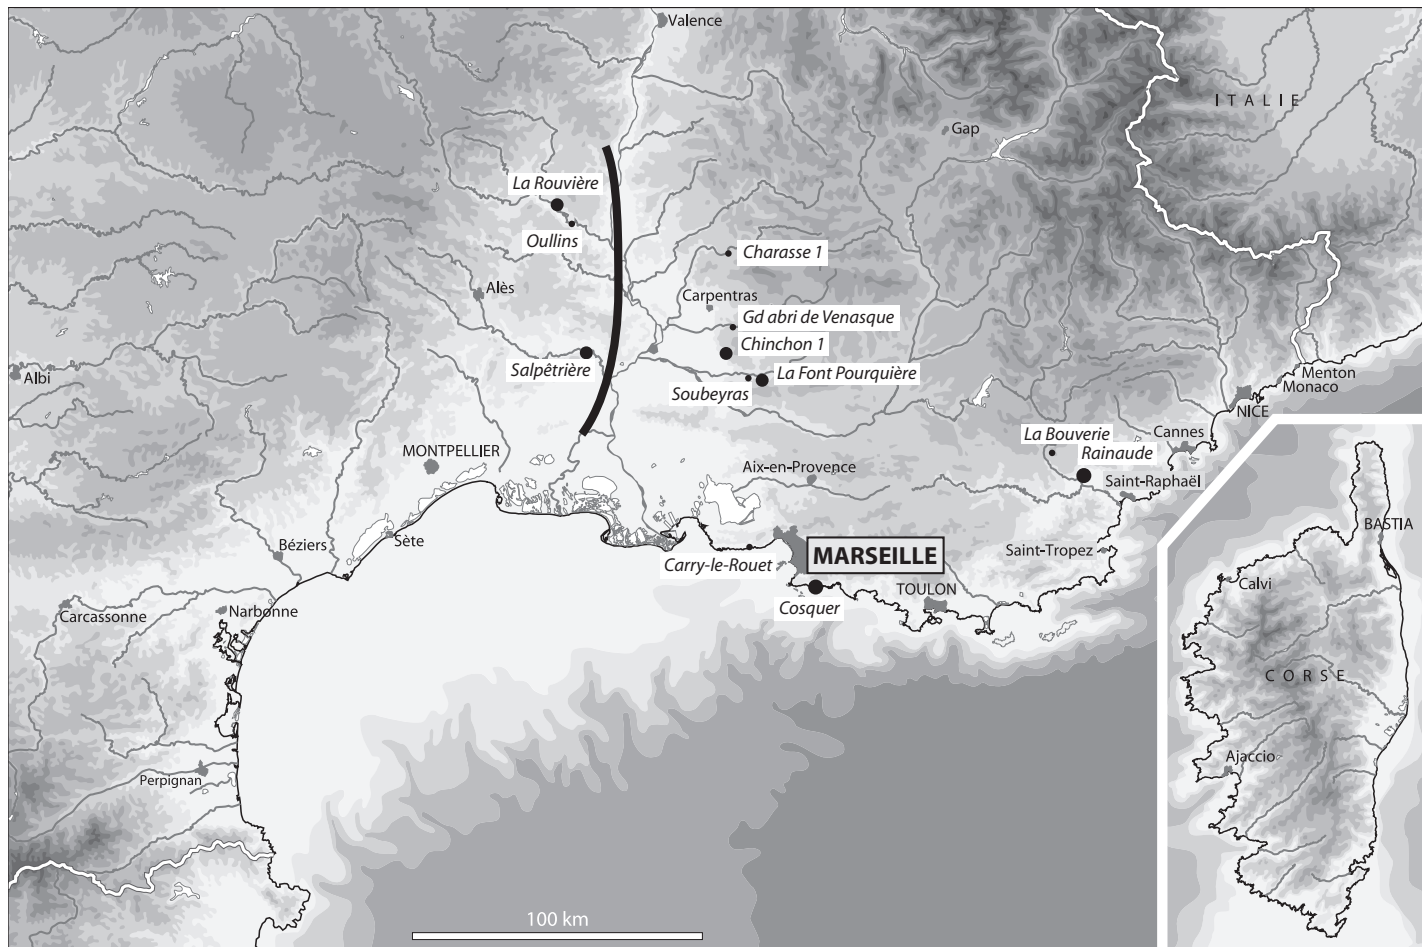 Valence
ITALIE
Gap
La Rouvière
Oullins
Charasse 1
Alès
Carpentras
Gd abri de Venasque
Chinchon 1
Salpêtrière
La Font Pourquière
Albi
Soubeyras
Menton
Monaco
NICE
La Bouverie
Cannes
MONTPELLIER
Rainaude
Aix-en-Provence
Saint-Raphaël
BASTIA
Béziers
Sète
MARSEILLE
Saint-Tropez
Carry-le-Rouet
Calvi
TOULON
Cosquer
Carcassonne
Narbonne
CORSE
Ajaccio
Perpignan
100 km